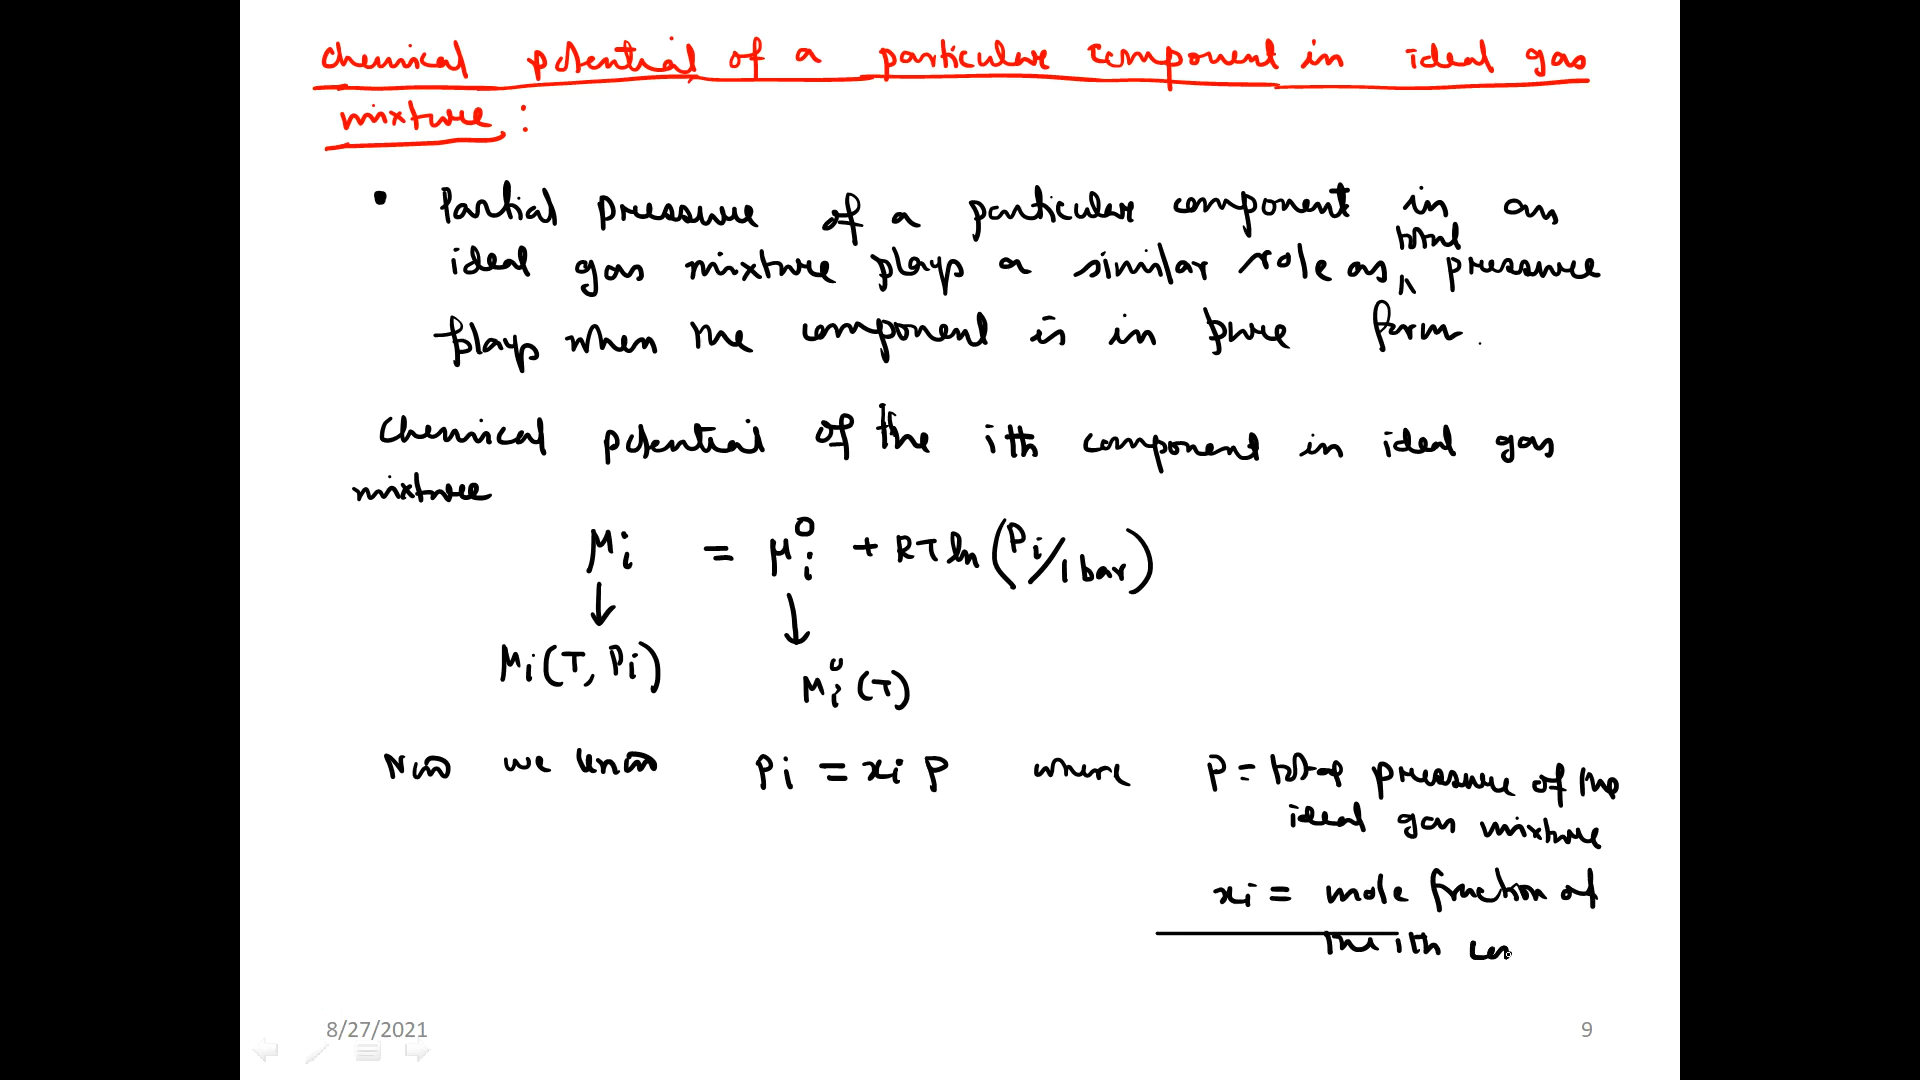 chemical potential of a particular component in ideal gas
mixture :
• Partial pressure of a particular component in an
ideal gas mixture plays a similar role as total pressure
plays when the component is in pure form.
Chemical potential of the ith component in ideal gas
mixture
μi = μi⁰ + RT ln (Pi/1 bar)
↓ ↓
μi (T, Pi)
μi⁰ (T)
Now we know Pi = xi P where P = total pressure of the
ideal gas mixture
xi = mole fraction of
the ith
8/27/2021 9